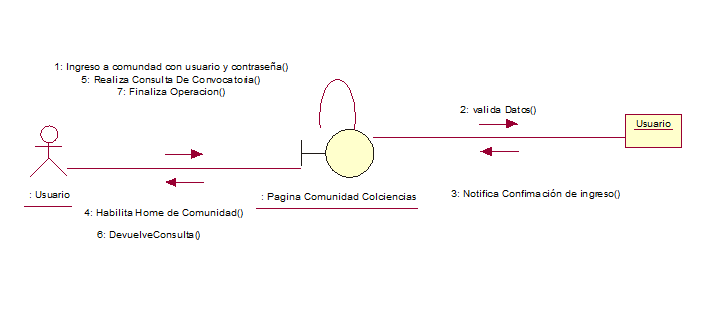 1: Ingreso a comundad con usuario y contraseña()
5: Realiza Consulta De Convocatoria()
7: Finaliza Operacion()
2: valida Datos()
Usuario
: Usuario
: Pagina Comunidad Colciencias
3: Notifica Confimación de ingreso()
4: Habilita Home de Comunidad()
6: DevuelveConsulta()